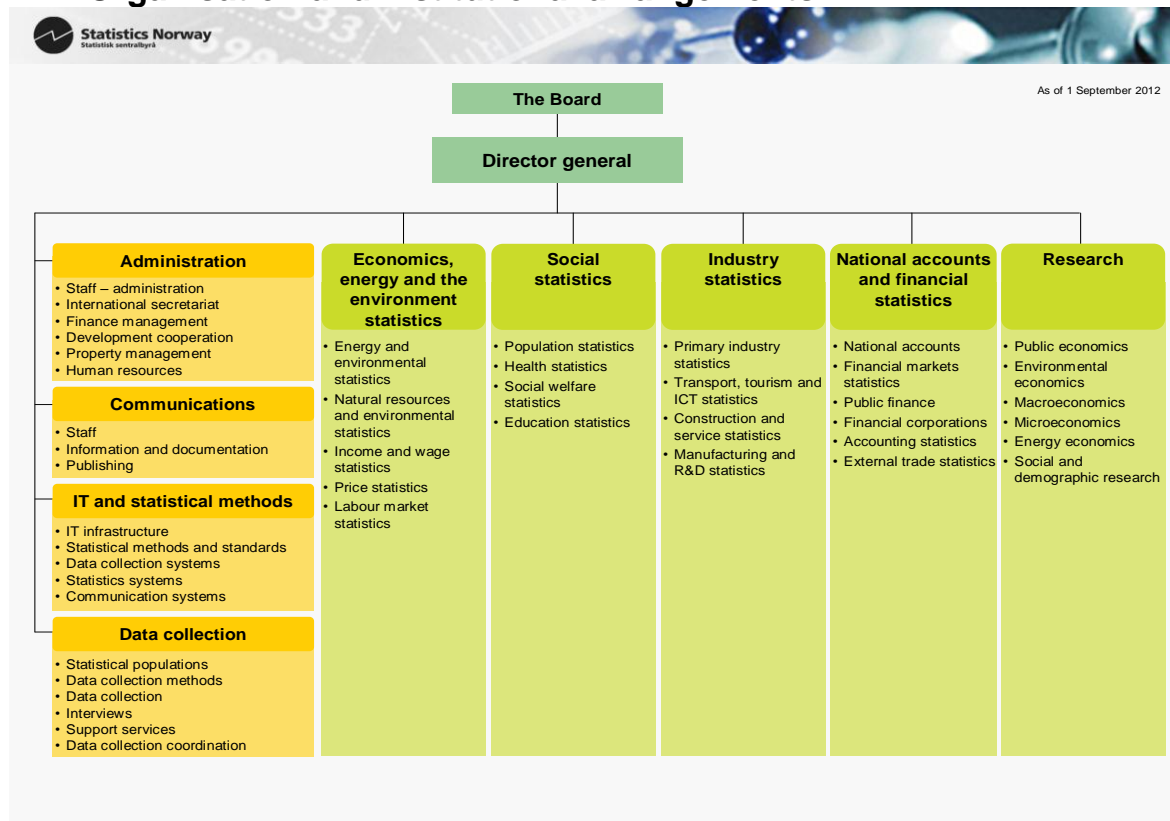 Statistics Norway
Statistisk sentralbyrå
As of 1 September 2012
The Board
Director general
Administration
• Staff – administration
• International secretariat
• Finance management
• Development cooperation
• Property management
• Human resources
Communications
• Staff
• Information and documentation
• Publishing
IT and statistical methods
• IT infrastructure
• Statistical methods and standards
• Data collection systems
• Statistics systems
• Communication systems
Data collection
• Statistical populations
• Data collection methods
• Data collection
• Interviews
• Support services
• Data collection coordination
Economics,
energy and the
environment
statistics
• Energy and
environmental
statistics
• Natural resources
and environmental
statistics
• Income and wage
statistics
• Price statistics
• Labour market
statistics
Social
statistics
• Population statistics
• Health statistics
• Social welfare
statistics
• Education statistics
Industry
statistics
• Primary industry
statistics
• Transport, tourism and
ICT statistics
• Construction and
service statistics
• Manufacturing and
R&D statistics
National accounts
and financial
statistics
• National accounts
• Financial markets
statistics
• Public finance
• Financial corporations
• Accounting statistics
• External trade statistics
Research
• Public economics
• Environmental
economics
• Macroeconomics
• Microeconomics
• Energy economics
• Social and
demographic research